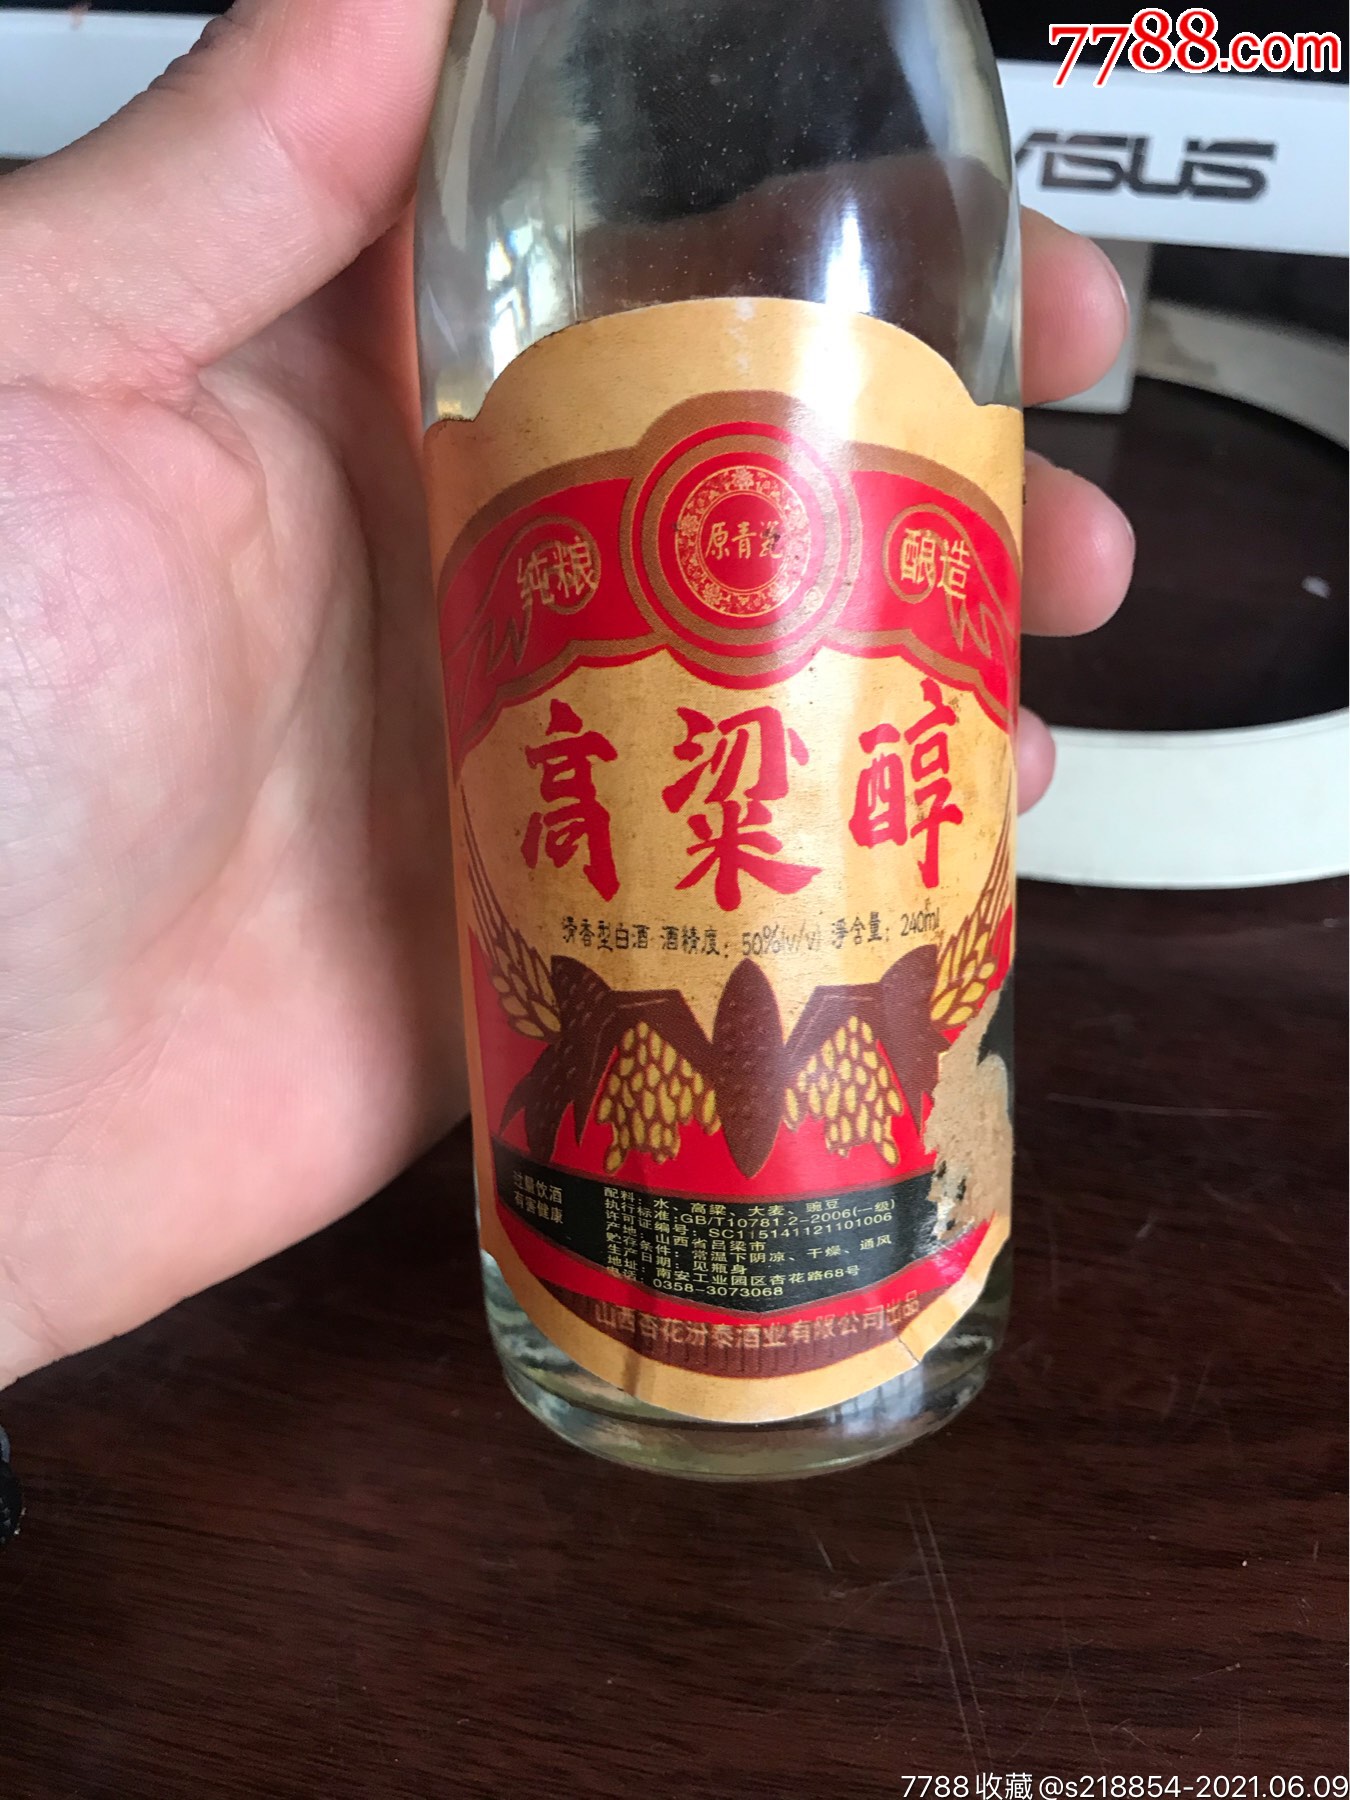 7788.com
ASUS
原青瓷
纯粮 酿造
高粱醇
清香型白酒 酒精度：50%(v/v) 淨含量：240ml
过量饮酒
有害健康
配料：水、高粱、大麦、豌豆
执行标准：GB/T10781.2-2006(一级)
许可证编号：SC11514112110​1006
产地：山西省吕梁市
贮存条件：常温下阴凉、干燥、通风
生产日期：见瓶身
地址：南安工业园区杏花路68号
电话：0358-3073068
山西杏花汾泰酒业有限公司出品
7788收藏@s218854-2021.06.09